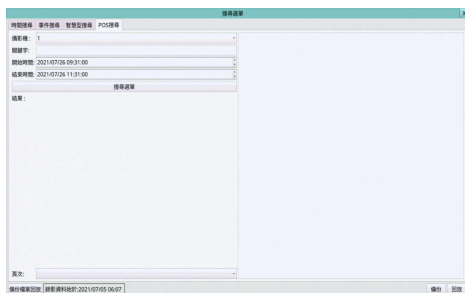 搜尋選單
時間搜尋 事件搜尋 智慧型搜尋 POS搜尋
攝影機: 1
關鍵字:
開始時間: 2021/07/26 09:31:00
結束時間: 2021/07/26 11:31:00
搜尋選單
結果:
頁次:
備份檔案回放 錄影資料始於:2021/07/05 06:07 備份 回放